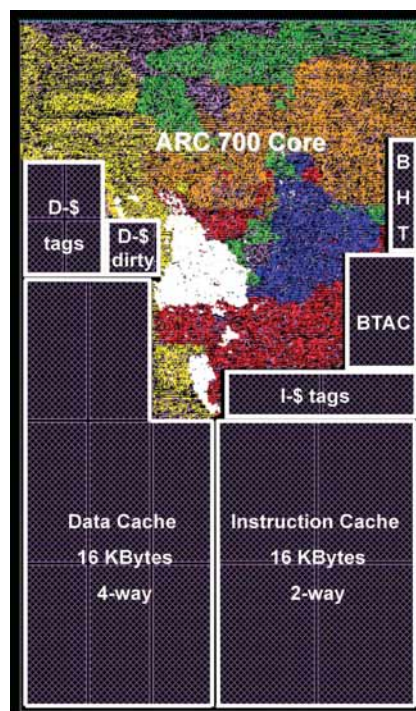 ARC 700 Core
B
H
T
D-$
tags
D-$
dirty
BTAC
I-$ tags
Data Cache
16 KBytes
4-way
Instruction Cache
16 KBytes
2-way